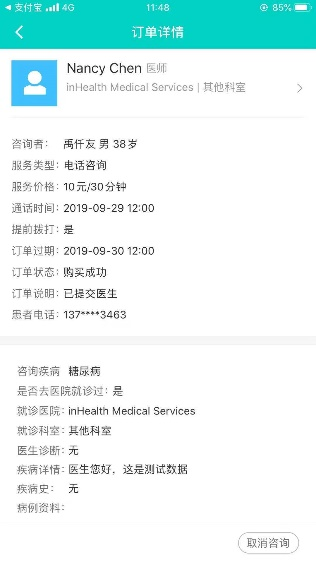 支付宝 4G 11:48 85%
订单详情
Nancy Chen 医师
inHealth Medical Services | 其他科室
咨询者: 禹仟友 男 38岁
服务类型: 电话咨询
服务价格: 10元/30分钟
通话时间: 2019-09-29 12:00
提前拨打: 是
订单过期: 2019-09-30 12:00
订单状态: 购买成功
订单说明: 已提交医生
患者电话: 137****3463
咨询疾病 糖尿病
是否去医院就诊过: 是
就诊医院: inHealth Medical Services
就诊科室: 其他科室
医生诊断: 无
疾病详情: 医生您好，这是测试数据
疾病史: 无
病例资料:
取消咨询